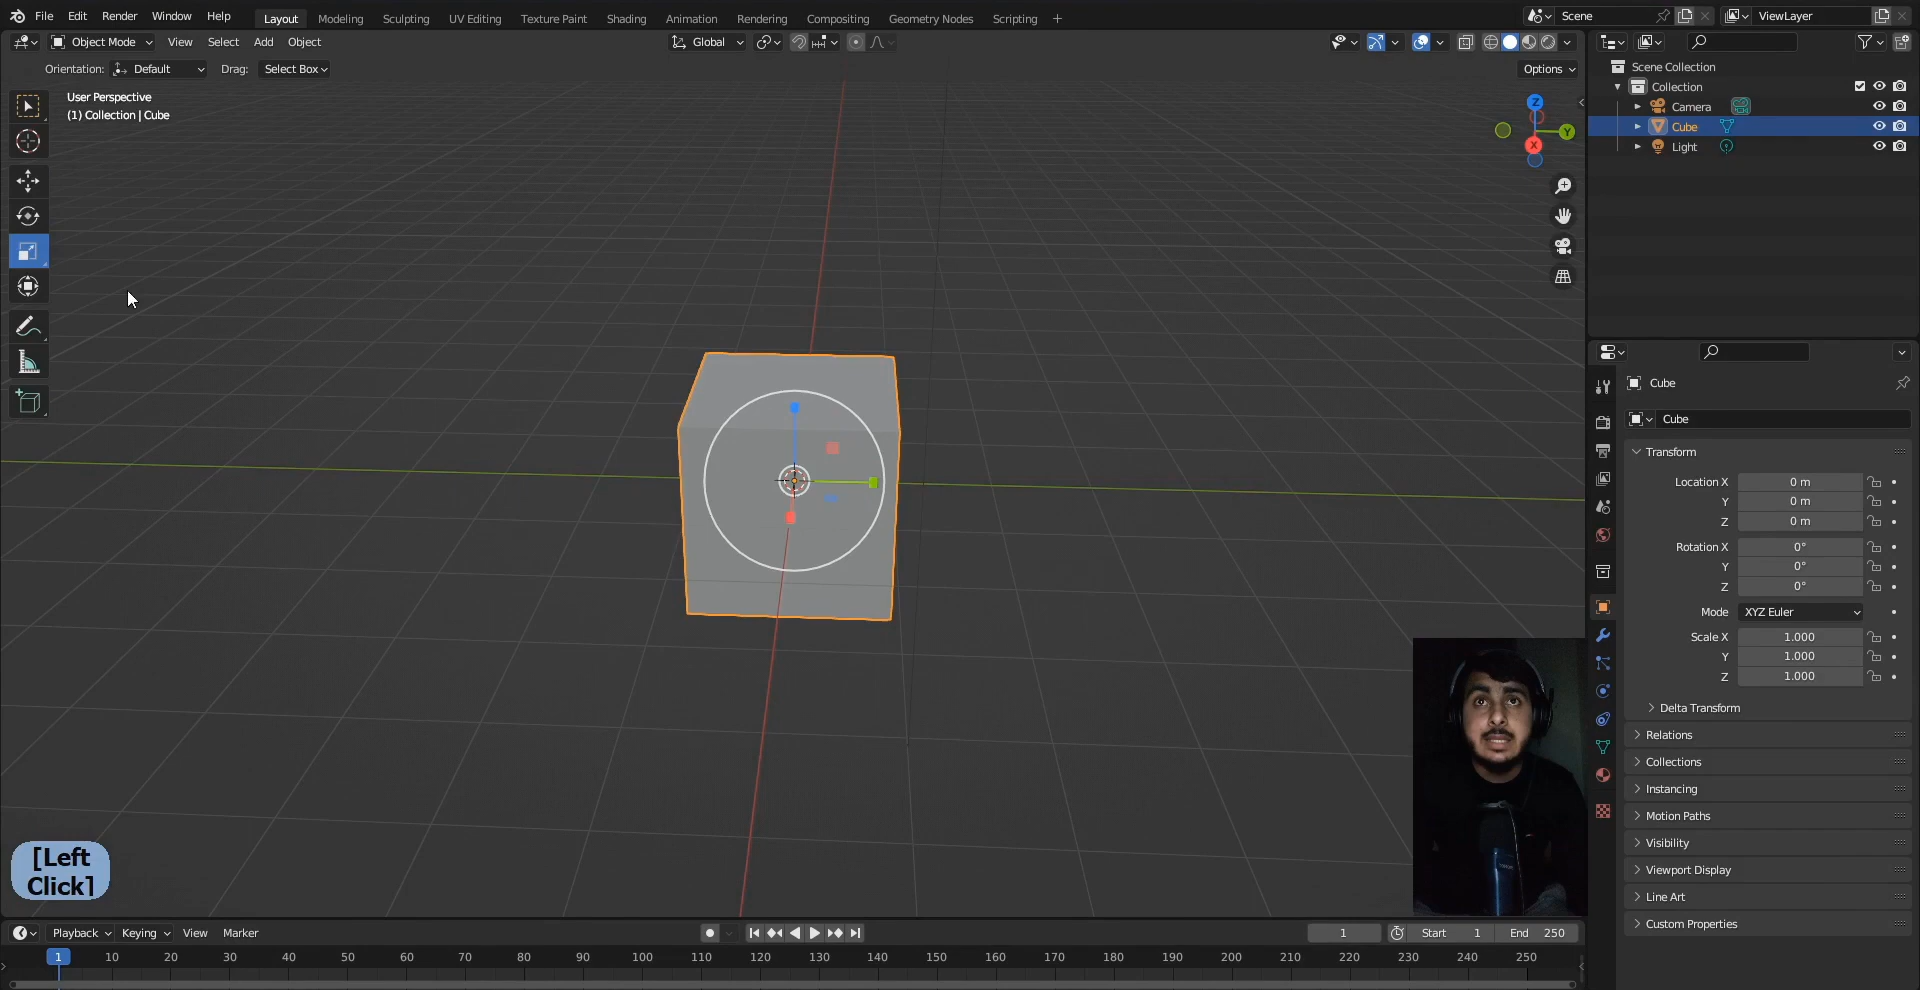 File Edit Render Window Help Layout Modeling Sculpting UV Editing Texture Paint Shading Animation Rendering Compositing Geometry Nodes Scripting + Scene ViewLayer
Object Mode View Select Add Object Global
Orientation: Default Drag: Select Box Options
User Perspective
(1) Collection | Cube
Z
Y
X
Scene Collection
Collection
Camera
Cube
Light
Cube
Cube
Transform
Location X 0 m
Y 0 m
Z 0 m
Rotation X 0°
Y 0°
Z 0°
Mode XYZ Euler
Scale X 1.000
Y 1.000
Z 1.000
Delta Transform
Relations
Collections
Instancing
Motion Paths
Visibility
Viewport Display
Line Art
Custom Properties
[Left
Click]
Playback Keying View Marker 1 Start 1 End 250
1 10 20 30 40 50 60 70 80 90 100 110 120 130 140 150 160 170 180 190 200 210 220 230 240 250